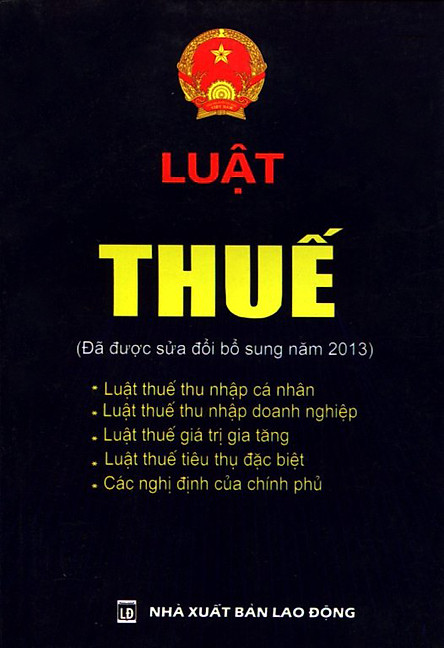 LUẬT
THUẾ
(Đã được sửa đổi bổ sung năm 2013)
• Luật thuế thu nhập cá nhân
• Luật thuế thu nhập doanh nghiệp
• Luật thuế giá trị gia tăng
• Luật thuế tiêu thụ đặc biệt
• Các nghị định của chính phủ
LĐ NHÀ XUẤT BẢN LAO ĐỘNG